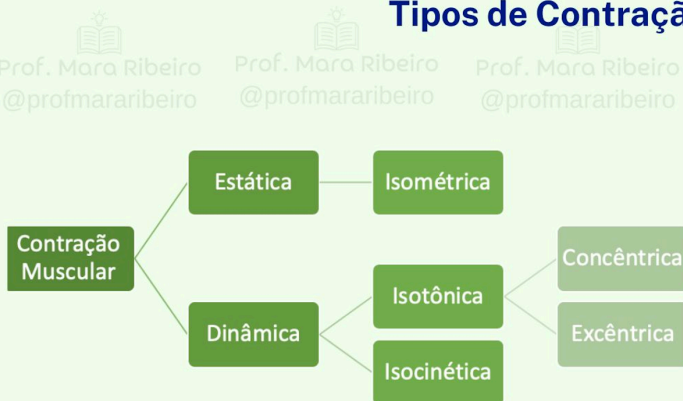 Tipos de Contraçã
Prof. Mara Ribeiro Prof. Mara Ribeiro Prof. Mara Ribeiro
@profmararibeiro @profmararibeiro @profmararibeiro
Estática Isométrica
Contração
Muscular
Concêntrica
Isotônica
Dinâmica Excêntrica
Isocinética